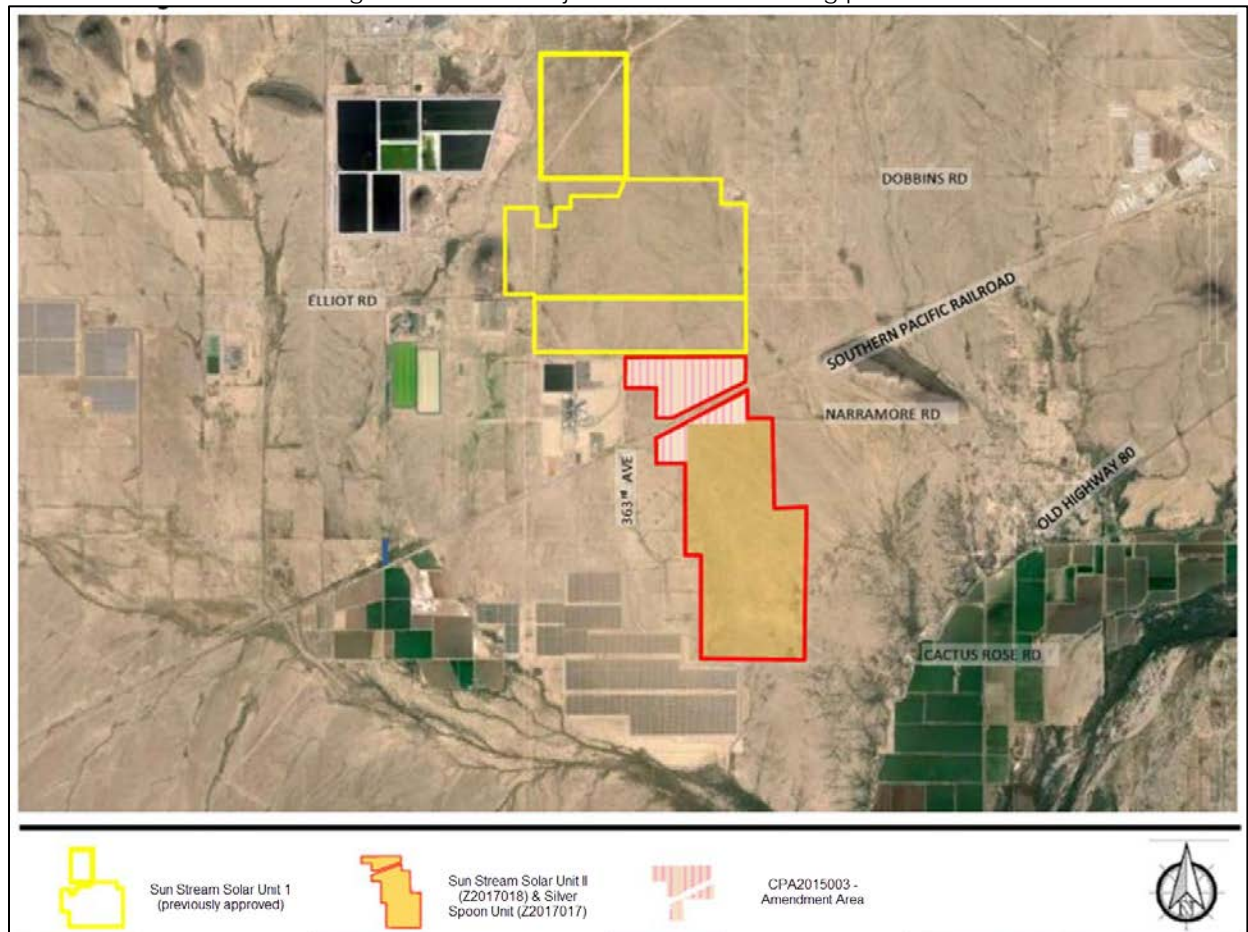 DOBBINS RD
ELLIOT RD
SOUTHERN PACIFIC RAILROAD
NARRAMORE RD
363rd AVE
OLD HIGHWAY 80
CACTUS ROSE RD
Sun Stream Solar Unit 1
(previously approved)
Sun Stream Solar Unit II
(Z2017018) & Silver
Spoon Unit (Z2017017)
CPA2015003 -
Amendment Area
N